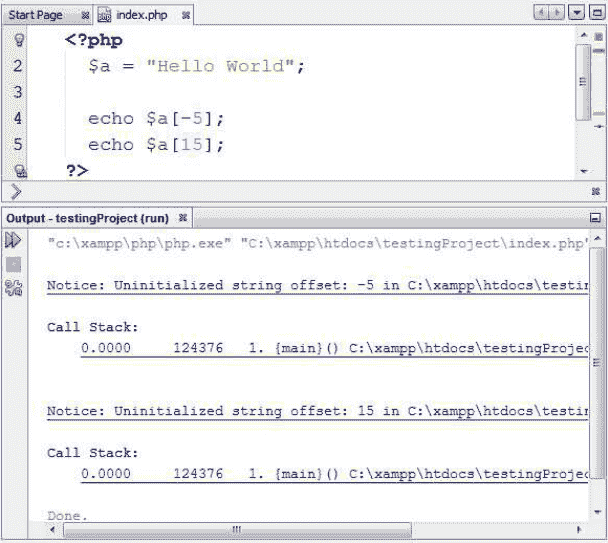 Start Page index.php
<?php
2 $a = "Hello World";
3
4 echo $a[-5];
5 echo $a[15];
?>
Output - testingProject (run)
"c:\xampp\php\php.exe" "C:\xampp\htdocs\testingProject\index.php"
Notice: Uninitialized string offset: -5 in C:\xampp\htdocs\testin
Call Stack:
0.0000 124376 1. {main}() C:\xampp\htdocs\testingProjec
Notice: Uninitialized string offset: 15 in C:\xampp\htdocs\testin
Call Stack:
0.0000 124376 1. {main}() C:\xampp\htdocs\testingProjec
Done.